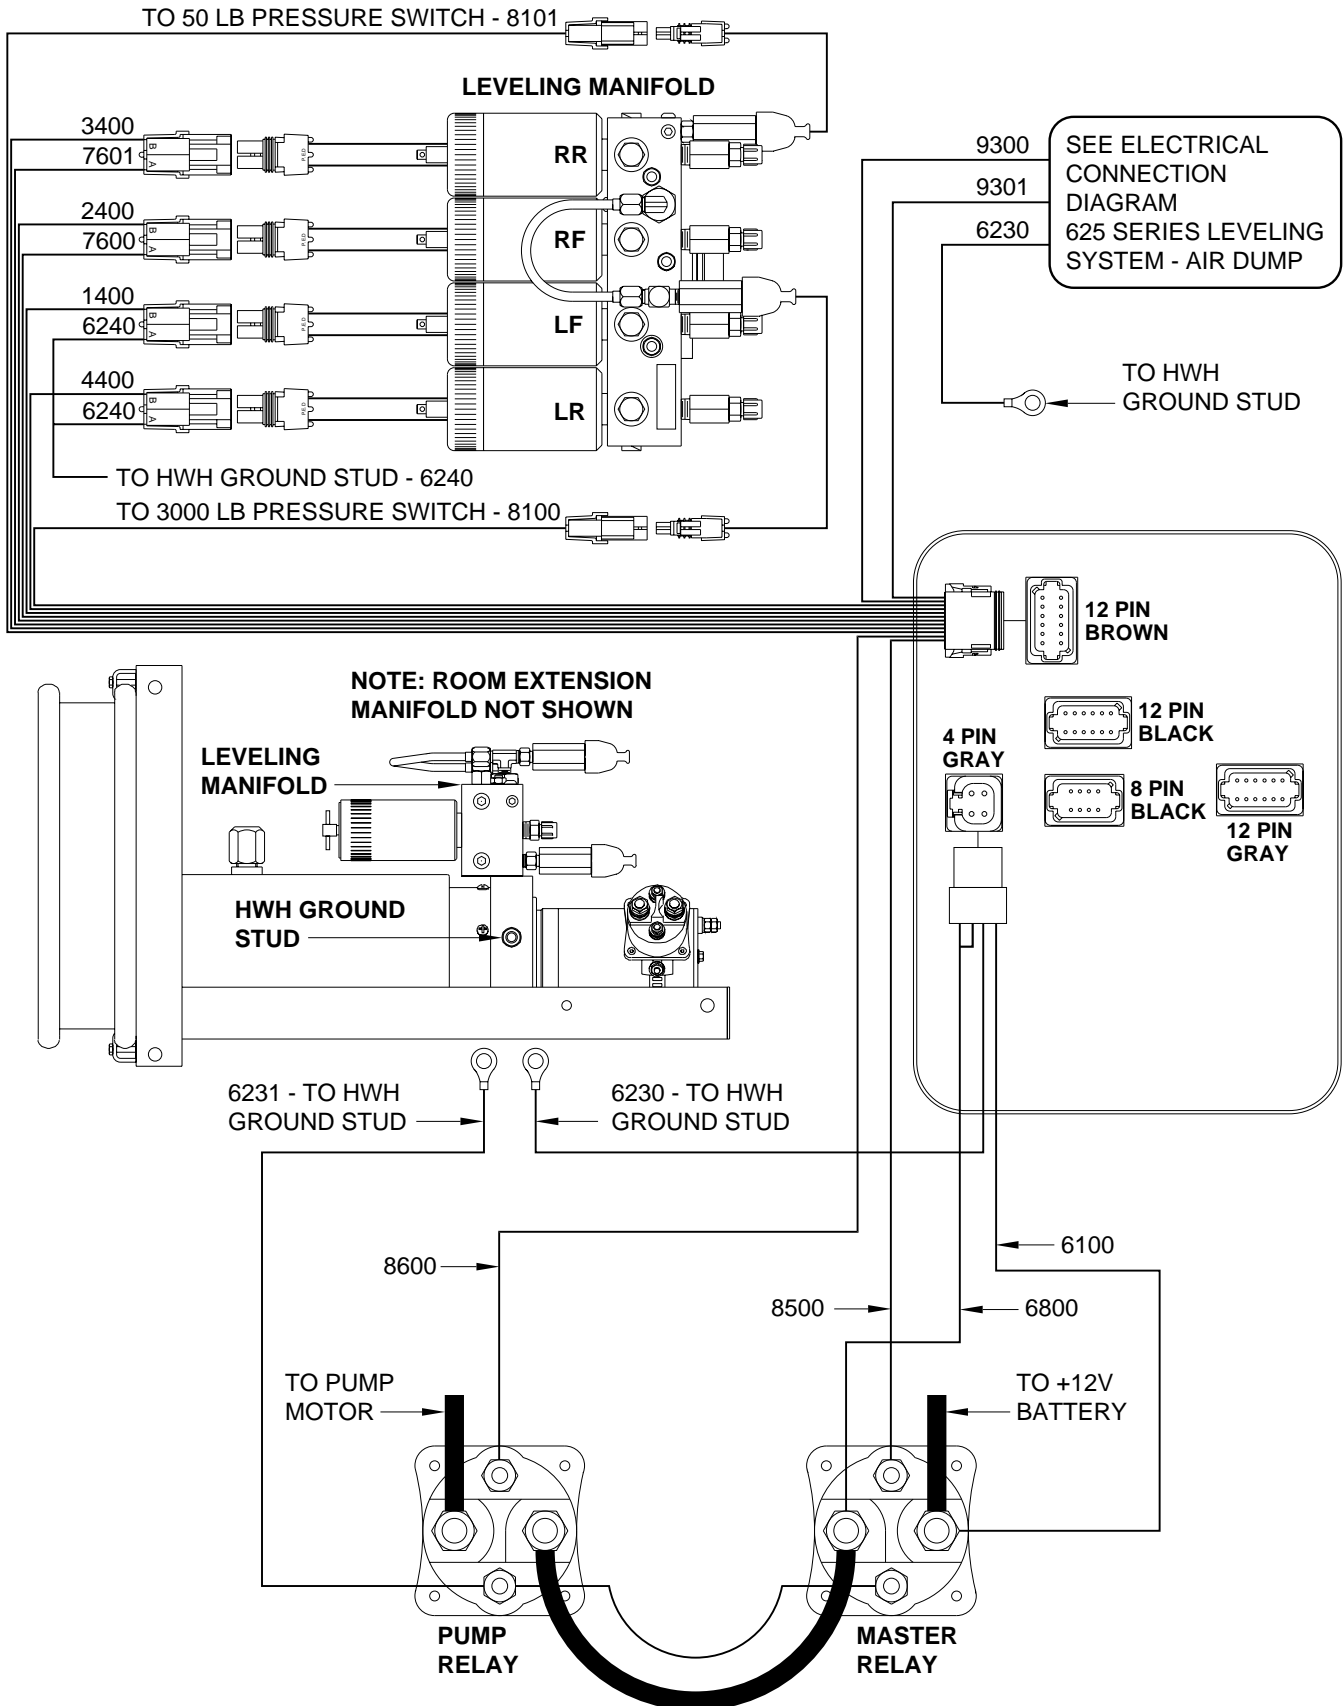 TO 50 LB PRESSURE SWITCH - 8101
LEVELING MANIFOLD
3400
7601
B
A
P.E.D
RR
2400
7600
B
A
RF
1400
6240
B
A
P.E.D
LF
4400
6240
B
A
P.E.D
LR
TO HWH GROUND STUD - 6240
TO 3000 LB PRESSURE SWITCH - 8100
9300
9301
6230
SEE ELECTRICAL
CONNECTION
DIAGRAM
625 SERIES LEVELING
SYSTEM - AIR DUMP
TO HWH
GROUND STUD
12 PIN
BROWN
12 PIN
BLACK
4 PIN
GRAY
8 PIN
BLACK
12 PIN
GRAY
NOTE: ROOM EXTENSION
MANIFOLD NOT SHOWN
LEVELING
MANIFOLD
HWH GROUND
STUD
6231 - TO HWH
GROUND STUD
6230 - TO HWH
GROUND STUD
8600
6100
8500
6800
TO PUMP
MOTOR
TO +12V
BATTERY
PUMP
RELAY
MASTER
RELAY